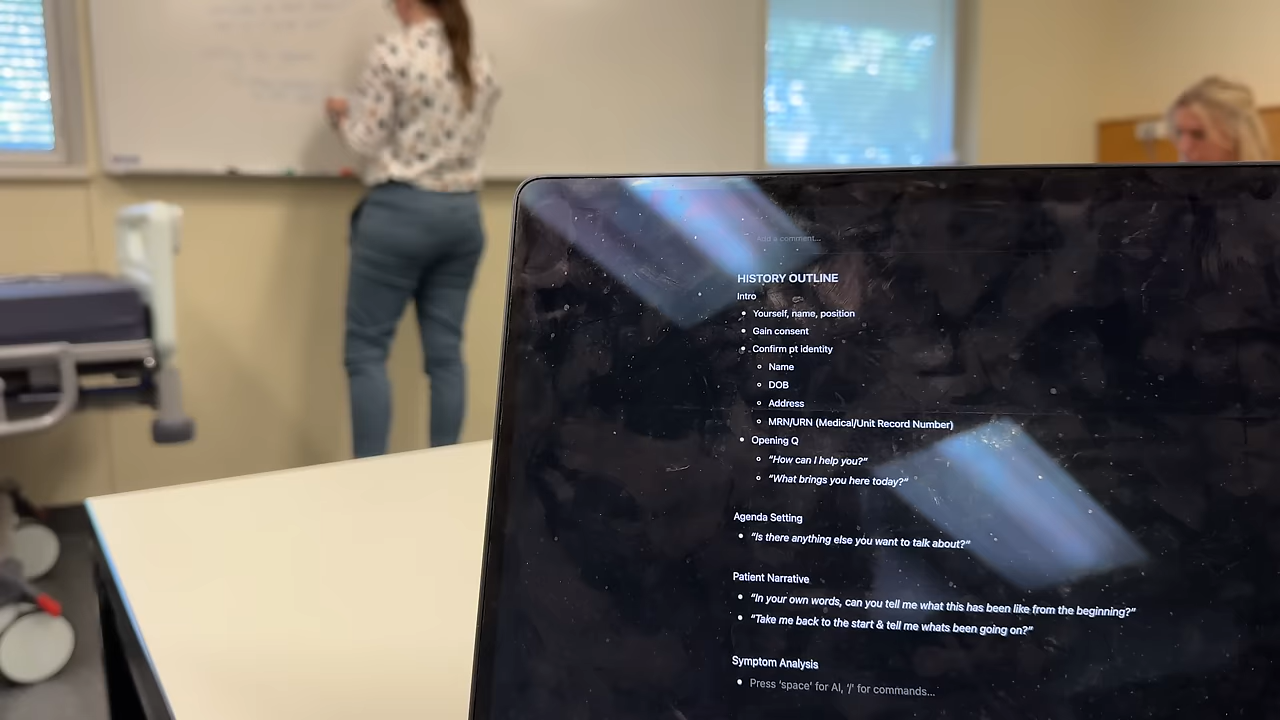 Add a comment...
HISTORY OUTLINE
Intro
• Yourself, name, position
• Gain consent
• Confirm pt identity
◦ Name
◦ DOB
◦ Address
◦ MRN/URN (Medical/Unit Record Number)
• Opening Q
◦ “How can I help you?”
◦ “What brings you here today?”
Agenda Setting
• “Is there anything else you want to talk about?”
Patient Narrative
• “In your own words, can you tell me what this has been like from the beginning?”
• “Take me back to the start & tell me whats been going on?”
Symptom Analysis
• Press ‘space’ for AI, ‘/’ for commands...